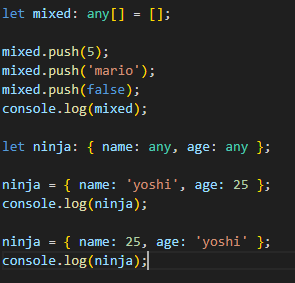 let mixed: any[] = [];
mixed.push(5);
mixed.push('mario');
mixed.push(false);
console.log(mixed);
let ninja: { name: any, age: any };
ninja = { name: 'yoshi', age: 25 };
console.log(ninja);
ninja = { name: 25, age: 'yoshi' };
console.log(ninja);